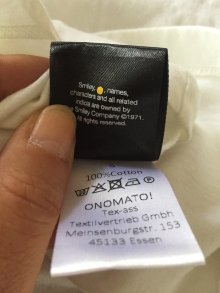 Smiley, names,
characters and all related
indicia are owned by
The Smiley Company ©1971.
All rights reserved.
100%Cotton
ONOMATO!
Tex-ass
Textilvertrieb GmbH
Meinsenburgstr. 153
45133 Essen